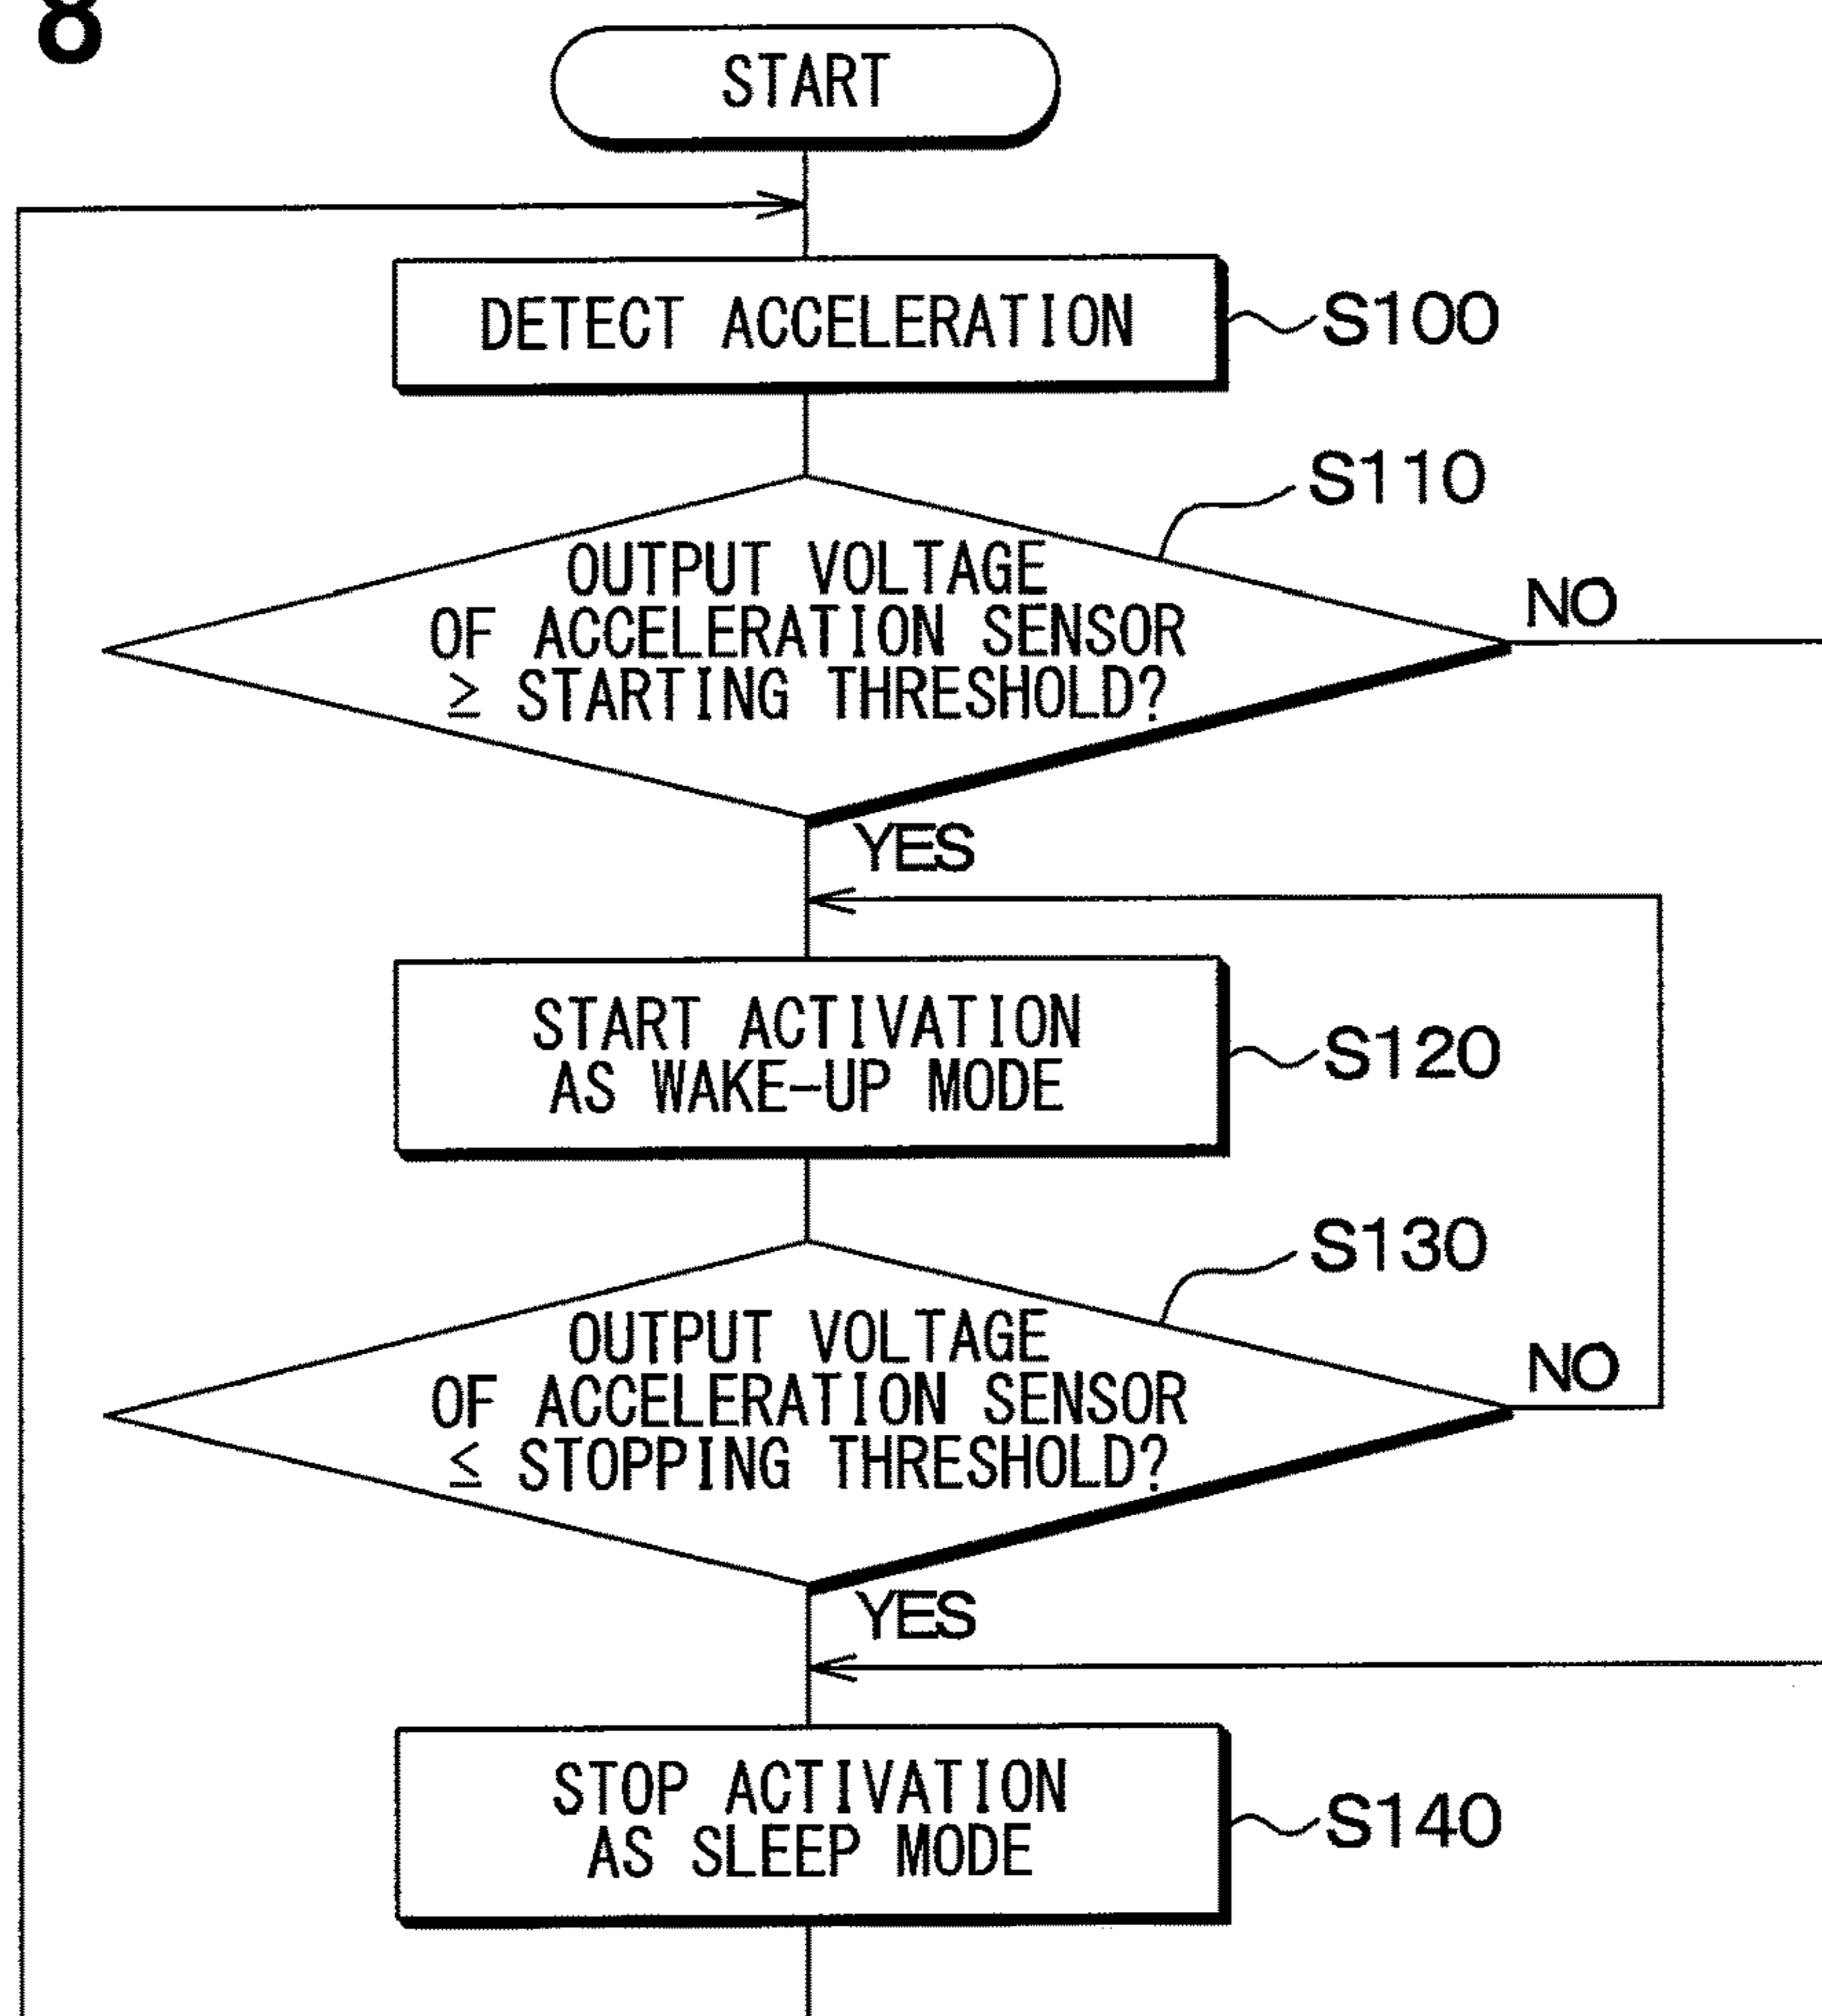 8
START
DETECT ACCELERATION
S100
S110
OUTPUT VOLTAGE
OF ACCELERATION SENSOR
≥ STARTING THRESHOLD?
NO
YES
START ACTIVATION
AS WAKE-UP MODE
S120
S130
OUTPUT VOLTAGE
OF ACCELERATION SENSOR
≤ STOPPING THRESHOLD?
NO
YES
STOP ACTIVATION
AS SLEEP MODE
S140